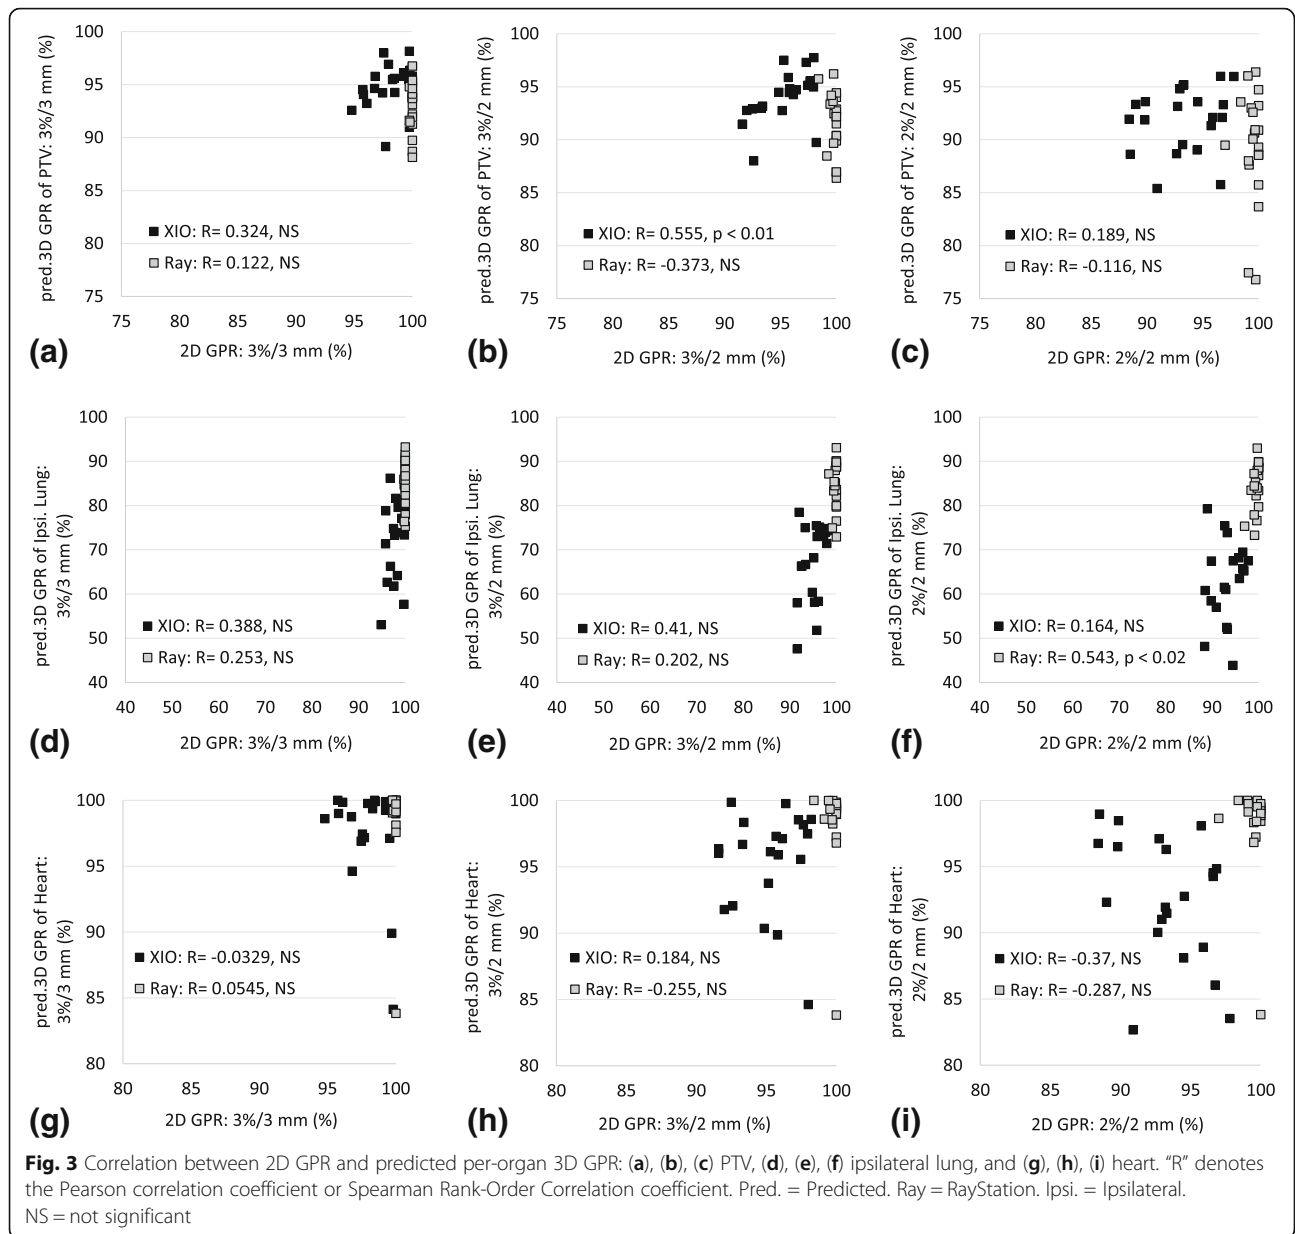 100
95
90
85
80
75
75 80 85 90 95 100
pred.3D GPR of PTV: 3%/3 mm (%)
XIO: R= 0.324, NS
Ray: R= 0.122, NS
(a)
2D GPR: 3%/3 mm (%)
100
95
90
85
80
75
75 80 85 90 95 100
pred.3D GPR of PTV: 3%/2 mm (%)
XIO: R= 0.555, p < 0.01
Ray: R= -0.373, NS
(b)
2D GPR: 3%/2 mm (%)
100
95
90
85
80
75
75 80 85 90 95 100
pred.3D GPR of PTV: 2%/2 mm (%)
XIO: R= 0.189, NS
Ray: R= -0.116, NS
(c)
2D GPR: 2%/2 mm (%)
100
90
80
70
60
50
40
40 50 60 70 80 90 100
pred.3D GPR of Ipsi. Lung:
3%/3 mm (%)
XIO: R= 0.388, NS
Ray: R= 0.253, NS
(d)
2D GPR: 3%/3 mm (%)
100
90
80
70
60
50
40
40 50 60 70 80 90 100
pred.3D GPR of Ipsi. Lung:
3%/2 mm (%)
XIO: R= 0.41, NS
Ray: R= 0.202, NS
(e)
2D GPR: 3%/2 mm (%)
100
90
80
70
60
50
40
40 50 60 70 80 90 100
pred.3D GPR of Ipsi. Lung:
2%/2 mm (%)
XIO: R= 0.164, NS
Ray: R= 0.543, p < 0.02
(f)
2D GPR: 2%/2 mm (%)
100
95
90
85
80
80 85 90 95 100
pred.3D GPR of Heart:
3%/3 mm (%)
XIO: R= -0.0329, NS
Ray: R= 0.0545, NS
(g)
2D GPR: 3%/3 mm (%)
100
95
90
85
80
80 85 90 95 100
pred.3D GPR of Heart:
3%/2 mm (%)
XIO: R= 0.184, NS
Ray: R= -0.255, NS
(h)
2D GPR: 3%/2 mm (%)
100
95
90
85
80
80 85 90 95 100
pred.3D GPR of Heart:
2%/2 mm (%)
XIO: R= -0.37, NS
Ray: R= -0.287, NS
(i)
2D GPR: 2%/2 mm (%)
Fig. 3 Correlation between 2D GPR and predicted per-organ 3D GPR: (a), (b), (c) PTV, (d), (e), (f) ipsilateral lung, and (g), (h), (i) heart. “R” denotes
the Pearson correlation coefficient or Spearman Rank-Order Correlation coefficient. Pred. = Predicted. Ray = RayStation. Ipsi. = Ipsilateral.
NS = not significant